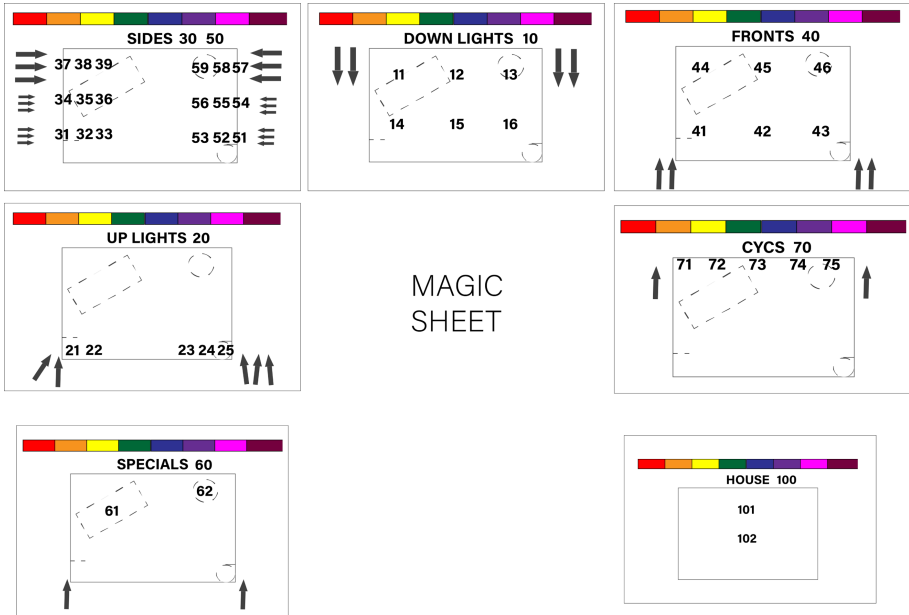 SIDES 30 50
37 38 39 59 58 57
34 35 36 56 55 54
31 32 33 53 52 51
DOWN LIGHTS 10
11 12 13
14 15 16
FRONTS 40
44 45 46
41 42 43
UP LIGHTS 20
21 22 23 24 25
MAGIC
SHEET
CYCS 70
71 72 73 74 75
SPECIALS 60
62
61
HOUSE 100
101
102